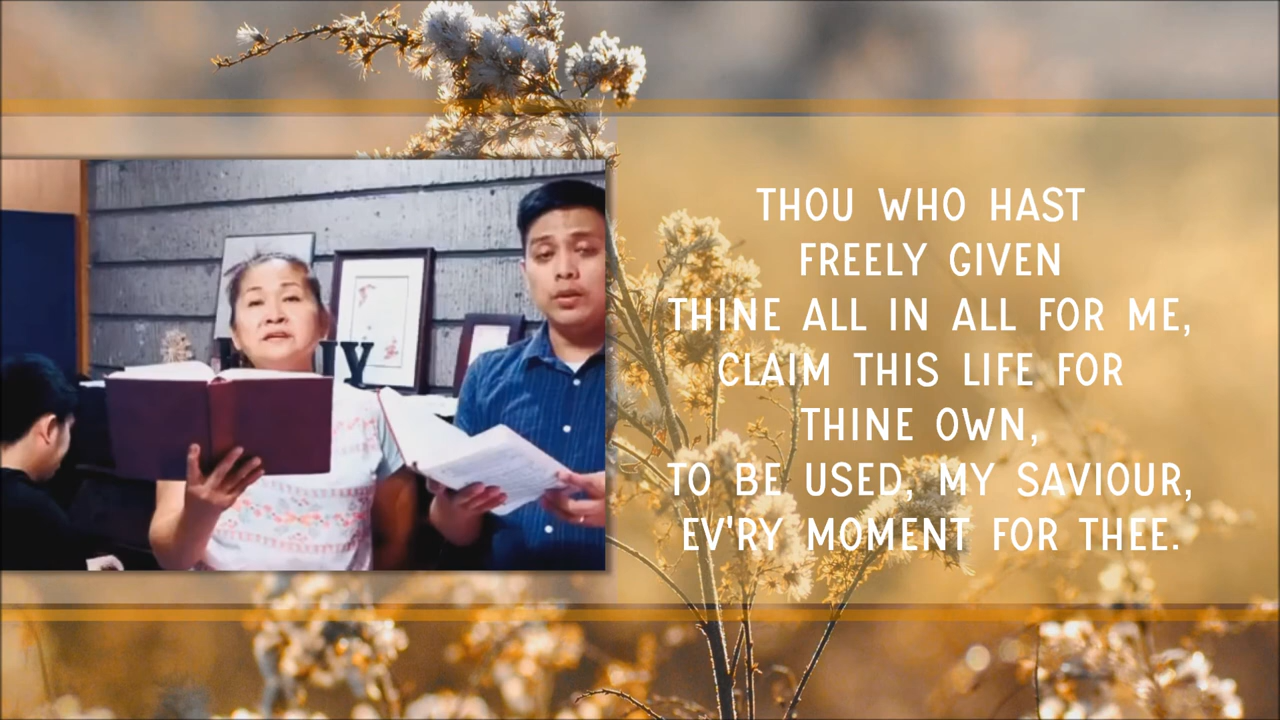 THOU WHO HAST
FREELY GIVEN
THINE ALL IN ALL FOR ME,
CLAIM THIS LIFE FOR
THINE OWN,
TO BE USED, MY SAVIOUR,
EV'RY MOMENT FOR THEE.